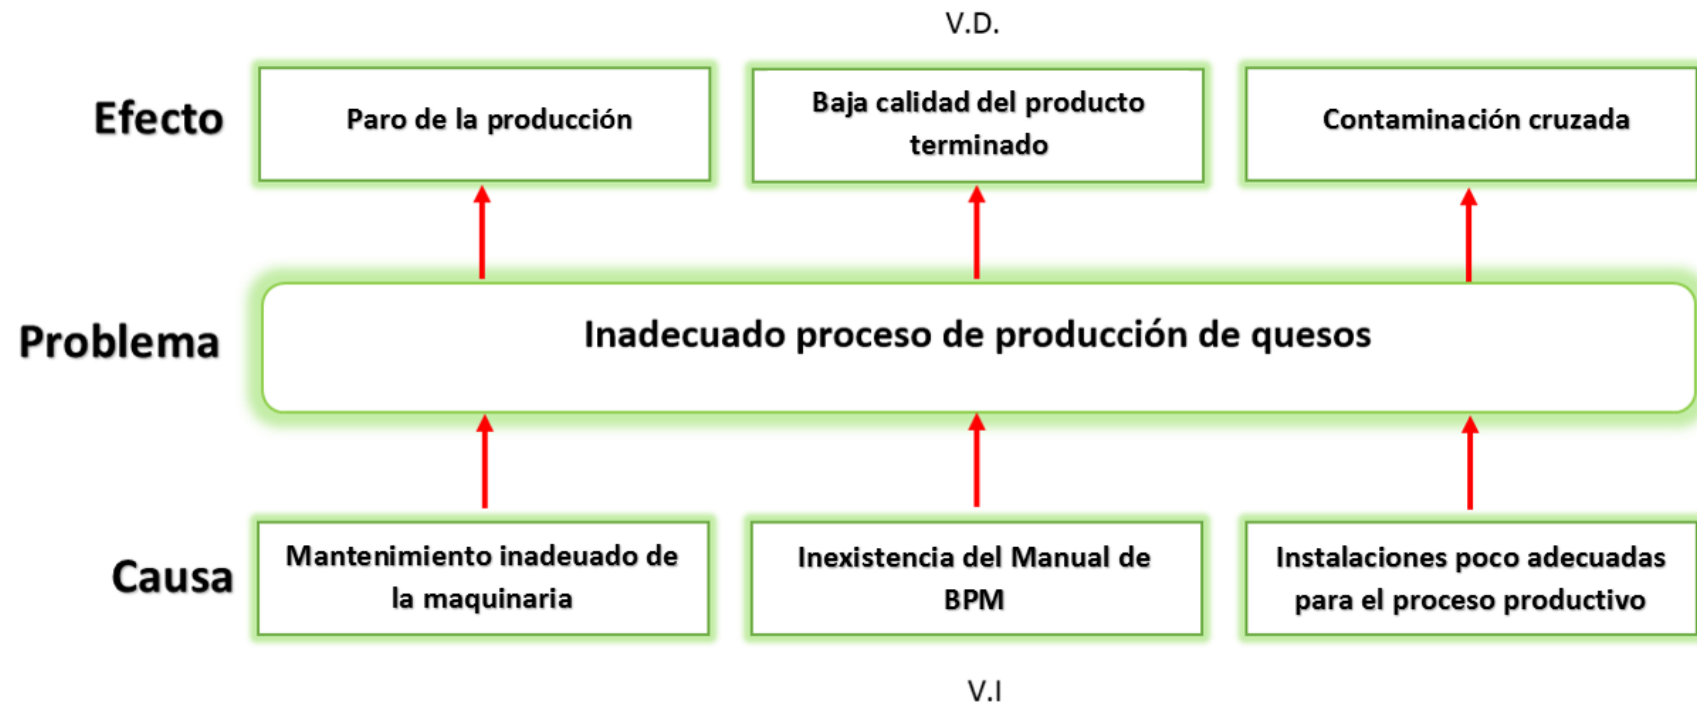 V.D.
Efecto
Paro de la producción
Baja calidad del producto
terminado
Contaminación cruzada
Problema
Inadecuado proceso de producción de quesos
Causa
Mantenimiento inadeuado de
la maquinaria
Inexistencia del Manual de
BPM
Instalaciones poco adecuadas
para el proceso productivo
V.I